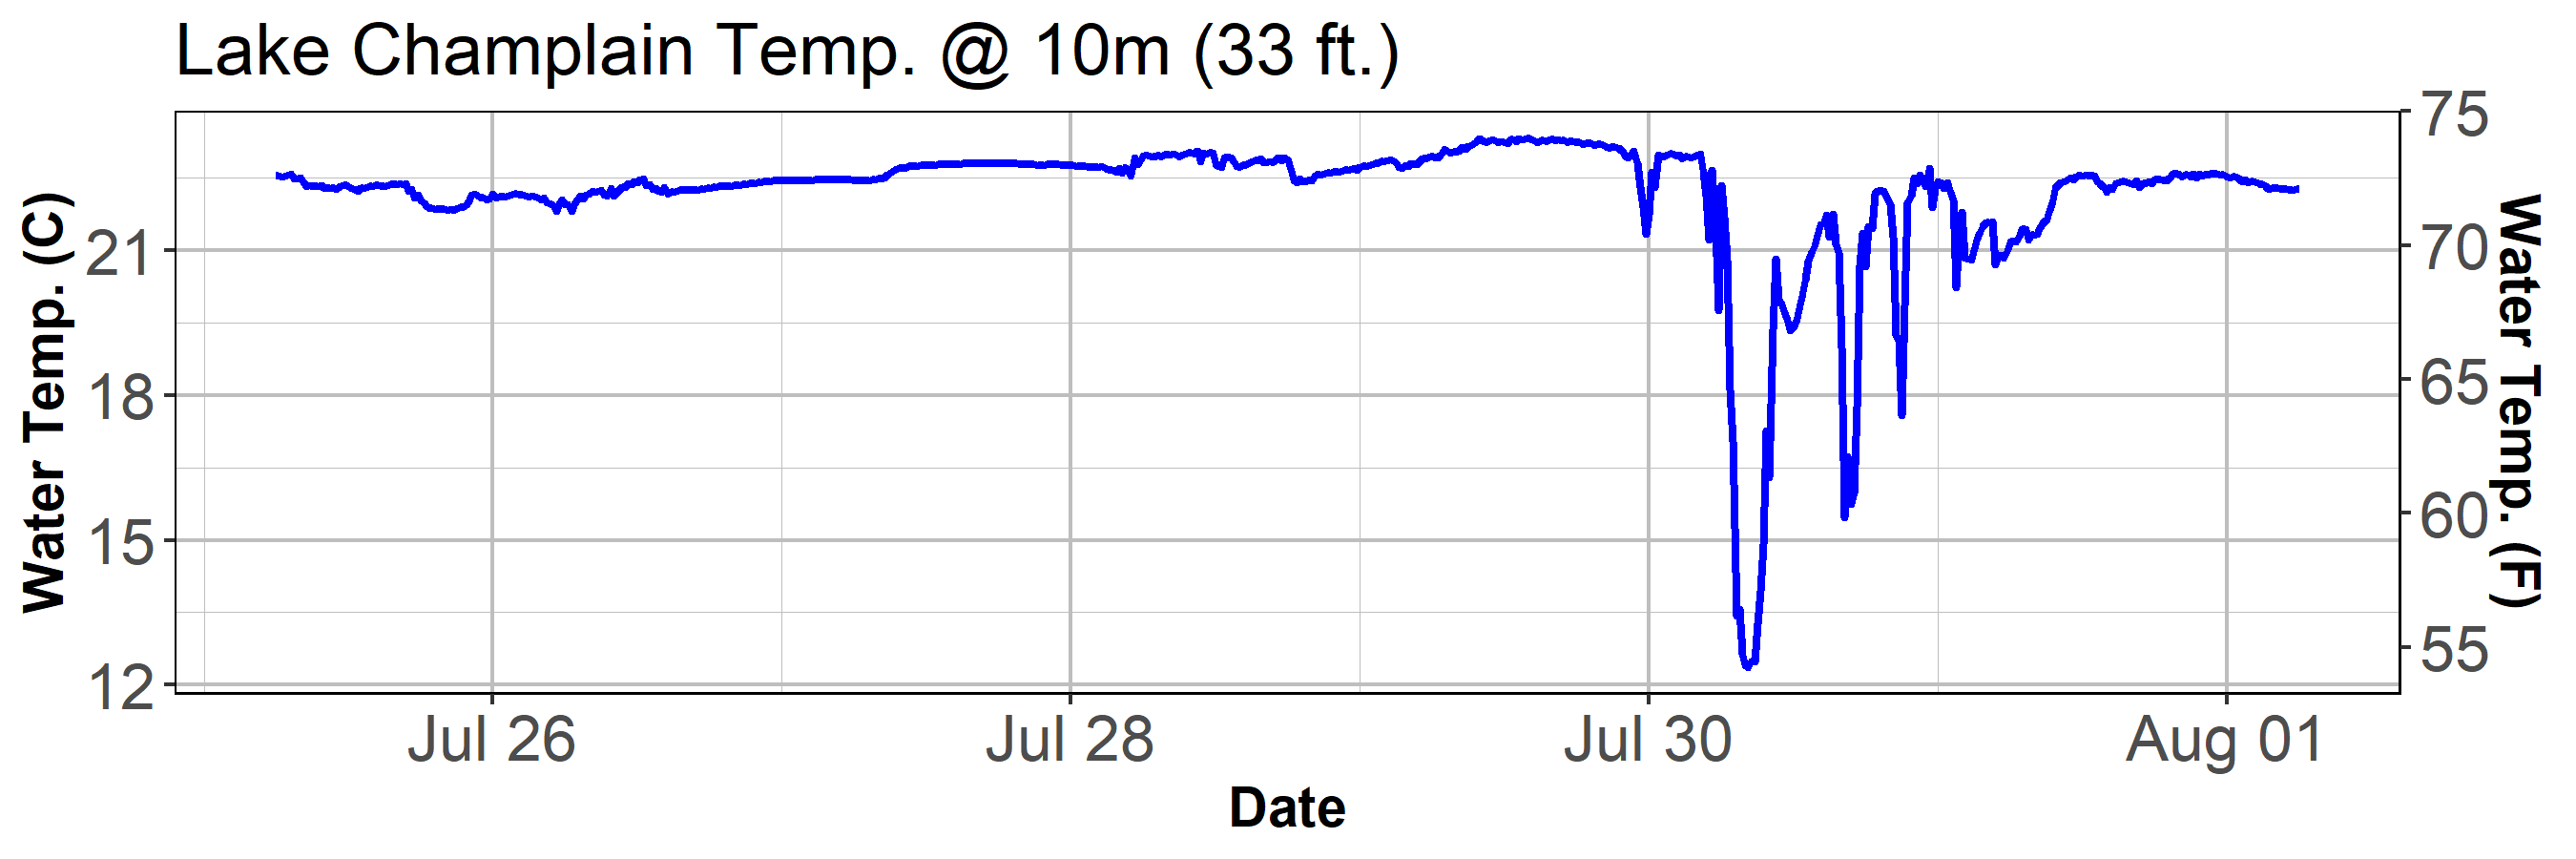 Lake Champlain Temp. @ 10m (33 ft.)
Water Temp. (C)
21
18
15
12
75
70
65
60
55
Water Temp. (F)
Jul 26
Jul 28
Jul 30
Aug 01
Date